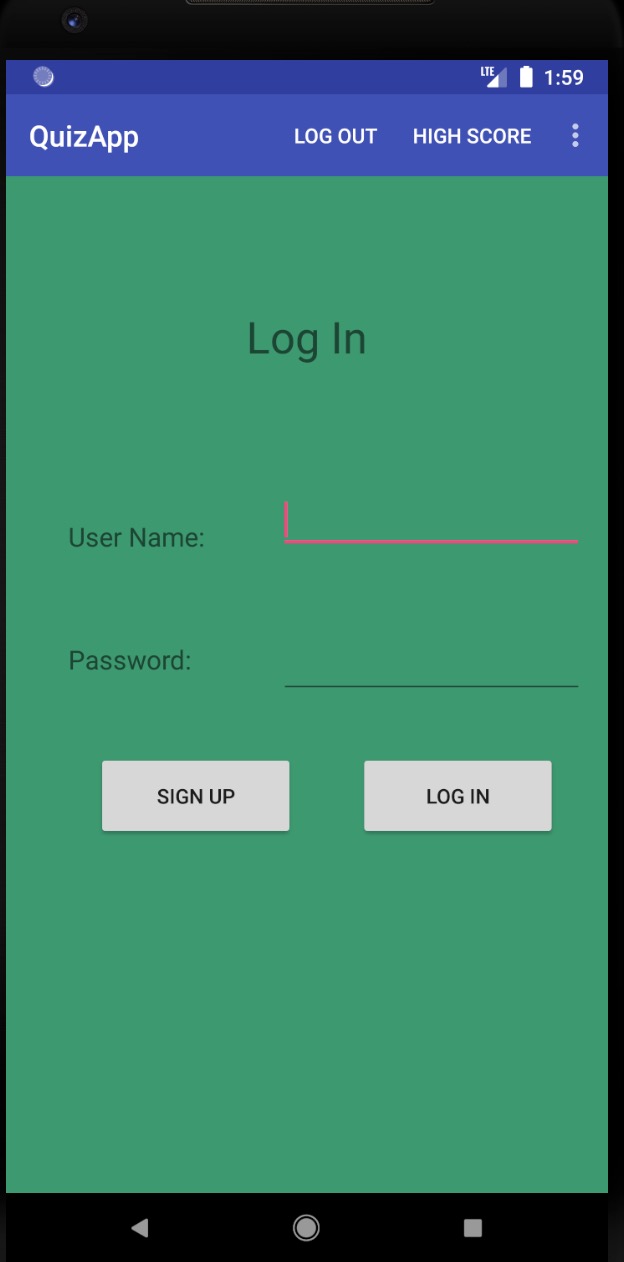 LTE 1:59
QuizApp LOG OUT HIGH SCORE
Log In
User Name:
Password:
SIGN UP LOG IN